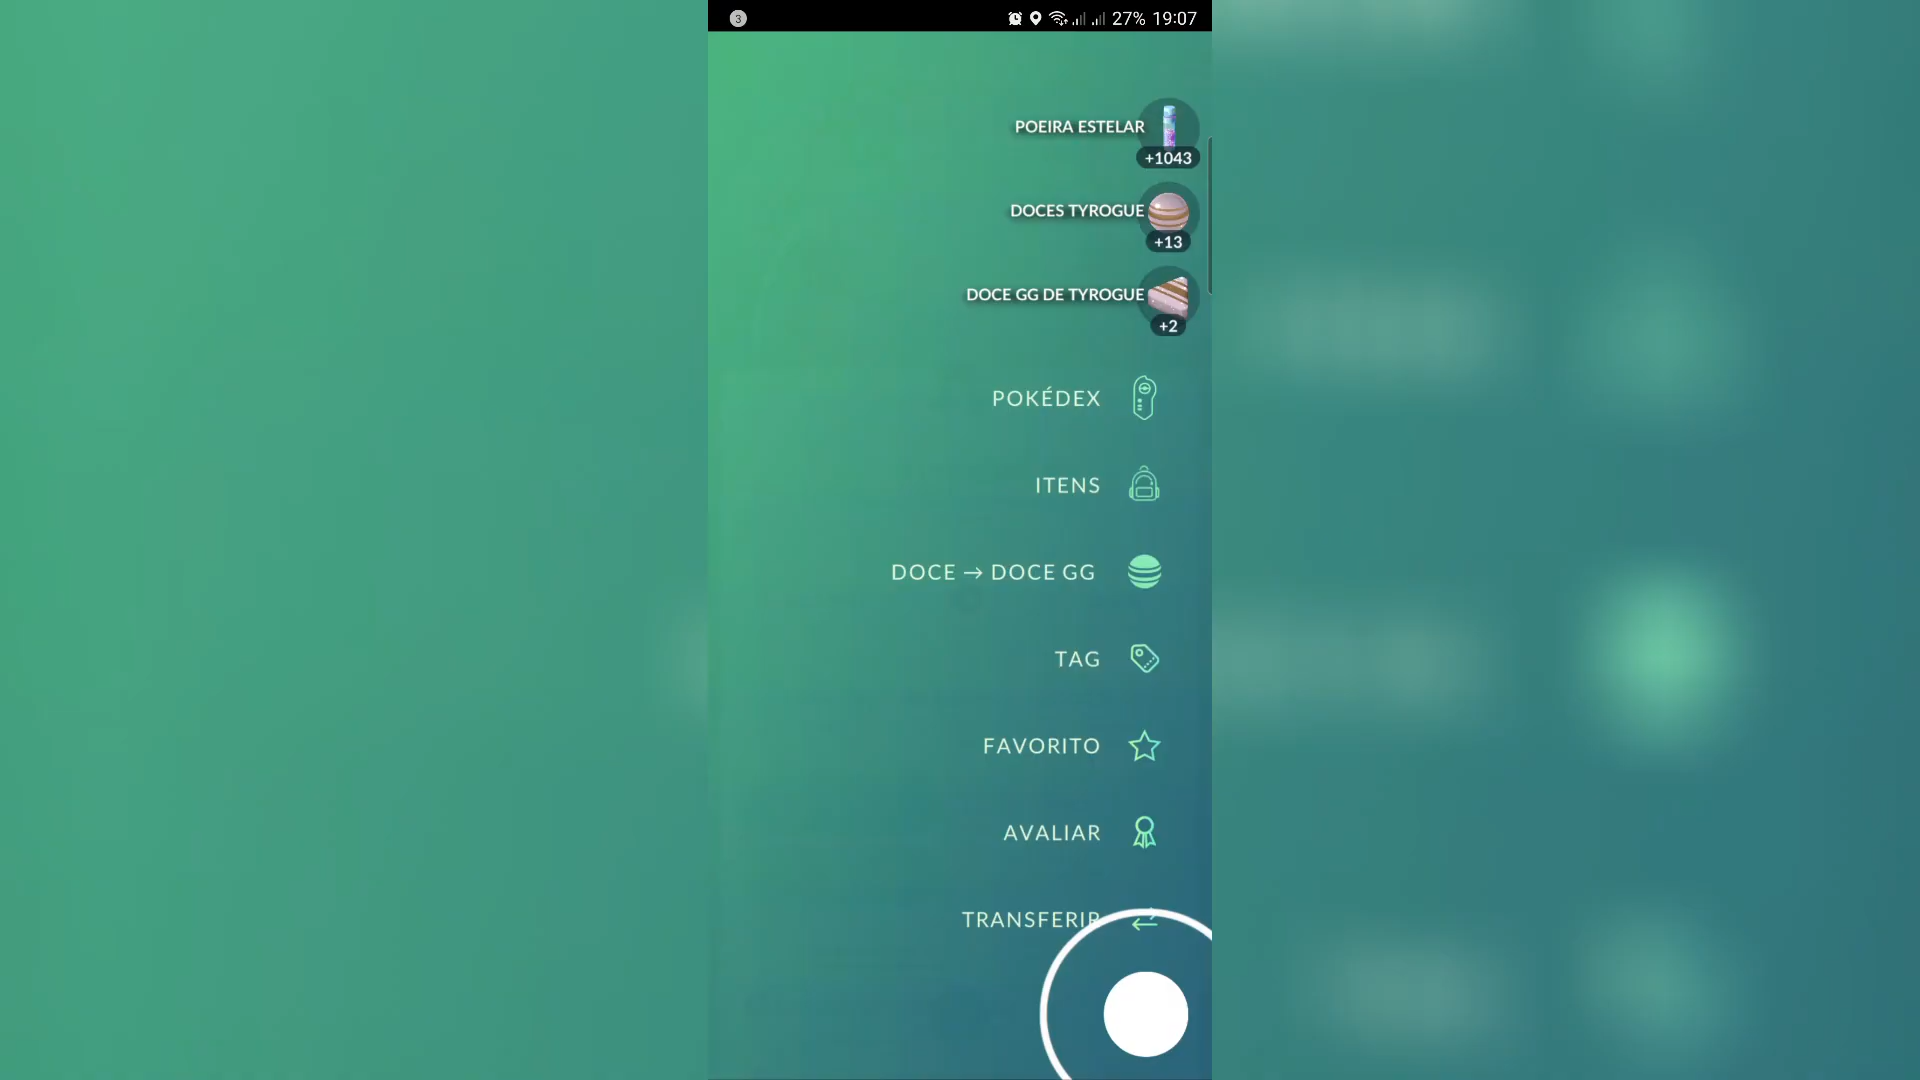 3
27% 19:07
POEIRA ESTELAR
+1043
DOCES TYROGUE
+13
DOCE GG DE TYROGUE
+2
POKÉDEX
ITENS
DOCE → DOCE GG
TAG
FAVORITO
AVALIAR
TRANSFERIR